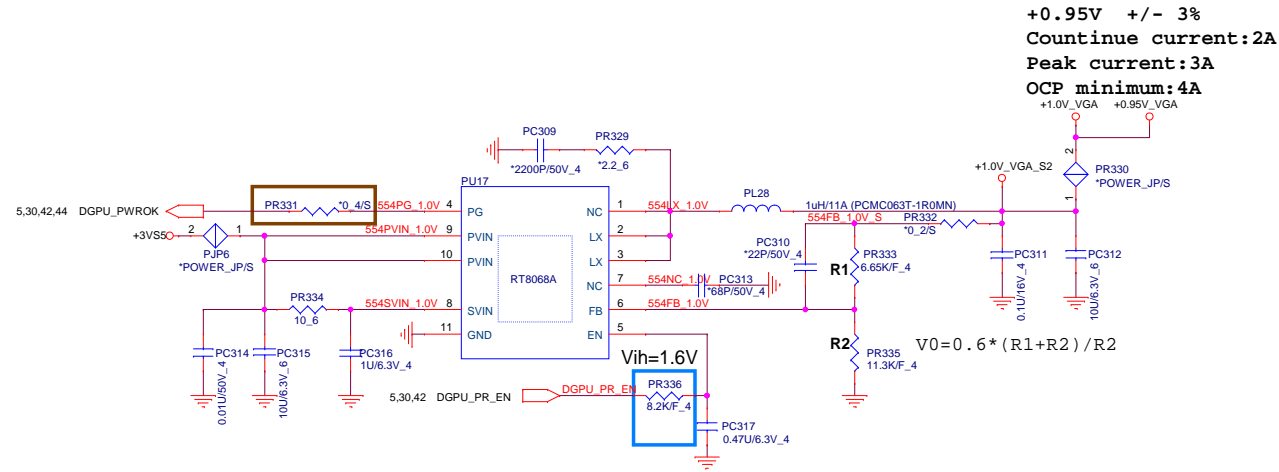 +0.95V +/- 3%
Countinue current:2A
Peak current:3A
OCP minimum:4A
+1.0V_VGA +0.95V_VGA
2
PR330
*POWER_JP/S
1
+1.0V_VGA_S2
PC309
*2200P/50V_4
PR329
*2.2_6
PU17
5,30,42,44 DGPU_PWROK
PR331 *0_4/S 554PG_1.0V 4 PG
+3VS5 2 1
PJP6
*POWER_JP/S
554PVIN_1.0V 9 PVIN
10 PVIN
RT8068A
PR334
10_6
554SVIN_1.0V 8 SVIN
11 GND
NC 1 554LX_1.0V
LX 2
LX 3
NC 7 554NC_1.0V
FB 6 554FB_1.0V
EN 5
PL28
1uH/11A (PCMC063T-1R0MN)
554FB_1.0V_S
PR332
*0_2/S
PC310
*22P/50V_4
R1
PR333
6.65K/F_4
PC313
*68P/50V_4
PC311
0.1U/16V_4
PC312
10U/6.3V_6
R2
PR335
11.3K/F_4
V0=0.6*(R1+R2)/R2
PC314
0.01U/50V_4
PC315
10U/6.3V_6
PC316
1U/6.3V_4
Vih=1.6V
5,30,42 DGPU_PR_EN
DGPU_PR_EN
PR336
8.2K/F_4
PC317
0.47U/6.3V_4